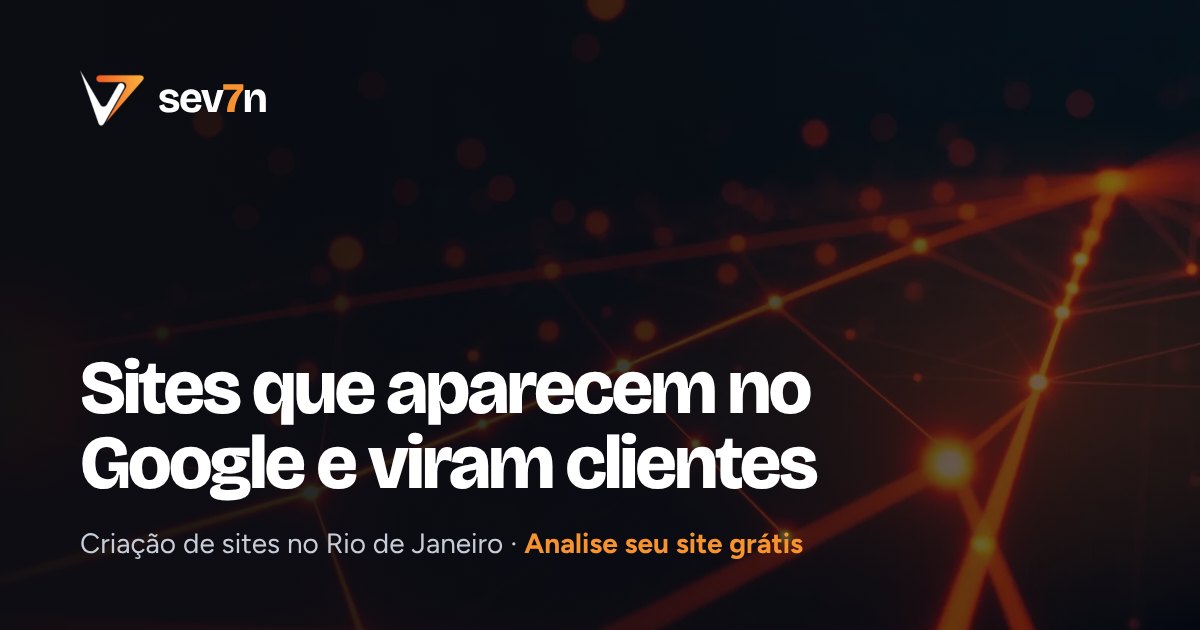 sev7n
Sites que aparecem no
Google e viram clientes
Criação de sites no Rio de Janeiro · Analise seu site grátis